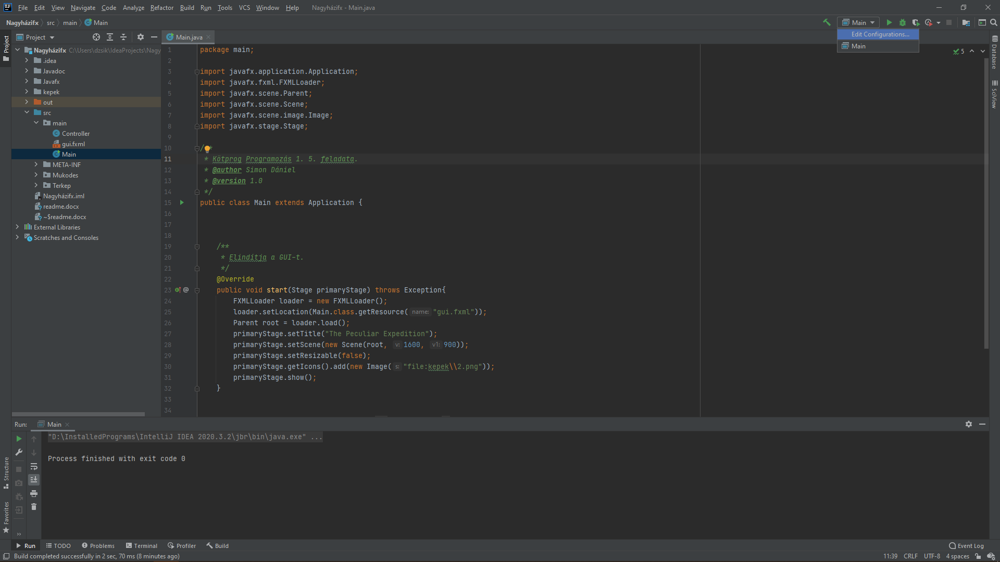 File Edit View Navigate Code Analyze Refactor Build Run Tools VCS Window Help Nagyházifx - Main.java
Nagyházifx src main Main
Main
Project
Main.java
Edit Configurations...
Main
5
Project
Database
SciView
Structure
Favorites
Nagyházifx C:\Users\dzsik\IdeaProjects\Nagy
.idea
Javadoc
Javafx
kepek
out
src
main
Controller
gui.fxml
Main
META-INF
Mukodes
Terkep
Nagyházifx.iml
readme.docx
~$readme.docx
External Libraries
Scratches and Consoles
1 package main;
2
3 import javafx.application.Application;
4 import javafx.fxml.FXMLLoader;
5 import javafx.scene.Parent;
6 import javafx.scene.Scene;
7 import javafx.scene.image.Image;
8 import javafx.stage.Stage;
9
10 /**
11 * Kötprog Programozás 1. 5. feladata.
12 * @author Simon Dániel
13 * @version 1.0
14 */
15 public class Main extends Application {
16
17
18
19 /**
20 * Elindítja a GUI-t.
21 */
22 @Override
23 @ public void start(Stage primaryStage) throws Exception{
24 FXMLLoader loader = new FXMLLoader();
25 loader.setLocation(Main.class.getResource( name: "gui.fxml"));
26 Parent root = loader.load();
27 primaryStage.setTitle("The Peculiar Expedition");
28 primaryStage.setScene(new Scene(root, v: 1600, v1: 900));
29 primaryStage.setResizable(false);
30 primaryStage.getIcons().add(new Image( s: "file:kepek\\2.png"));
31 primaryStage.show();
32 }
33
34
Run: Main
"D:\InstalledPrograms\IntelliJ IDEA 2020.3.2\jbr\bin\java.exe" ...
Process finished with exit code 0
Run TODO Problems Terminal Profiler Build Event Log
Build completed successfully in 2 sec, 70 ms (8 minutes ago) 11:39 CRLF UTF-8 4 spaces